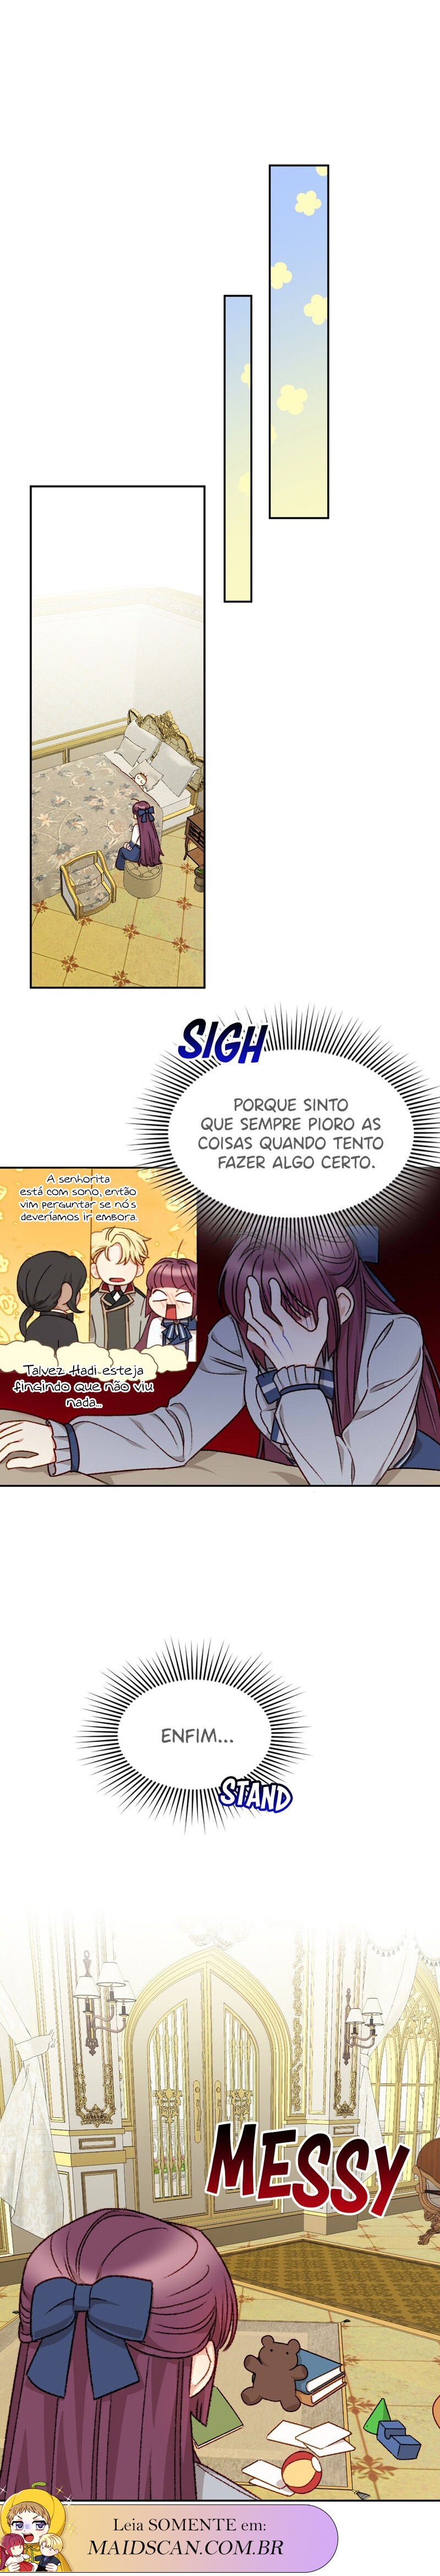 SIGH
PORQUE SINTO
QUE SEMPRE PIORO AS
COISAS QUANDO TENTO
FAZER ALGO CERTO.
A senhorita
está com sono, então
vim perguntar se nós
deveríamos ir embora.
Talvez Hadi esteja
fingindo que não viu
nada...
ENFIM...
STAND
MESSY
Leia SOMENTE em:
MAIDSCAN.COM.BR